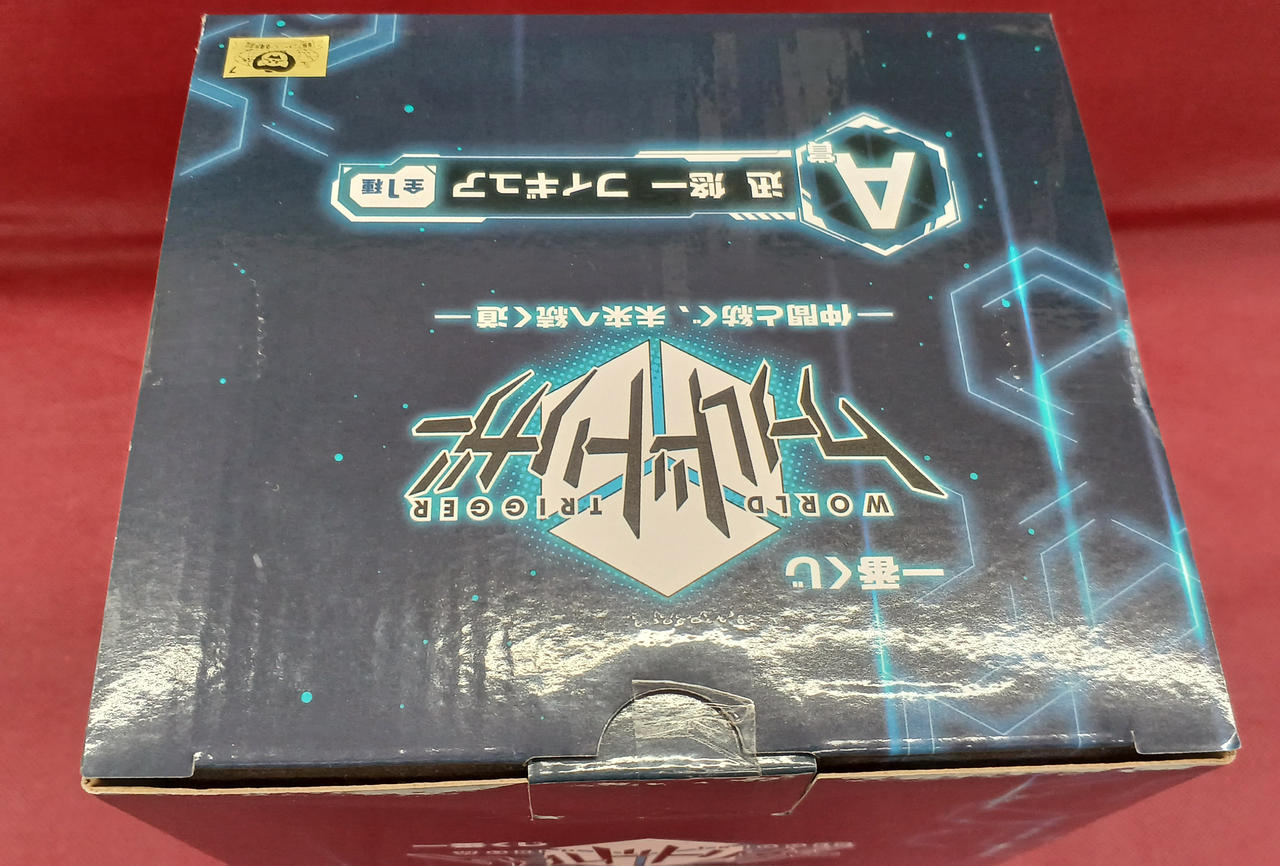 一番くじ
WORLD TRIGGER
ワールドトリガー
―仲間と紡ぐ、未来へ続く道―
A賞 迅 悠一 フィギュア 全1種